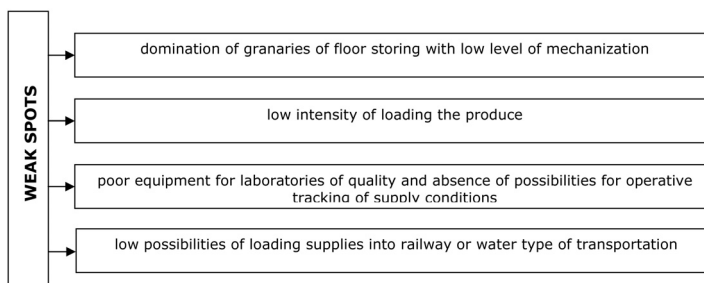 WEAK SPOTS
domination of granaries of floor storing with low level of mechanization
low intensity of loading the produce
poor equipment for laboratories of quality and absence of possibilities for operative
tracking of supply conditions
low possibilities of loading supplies into railway or water type of transportation